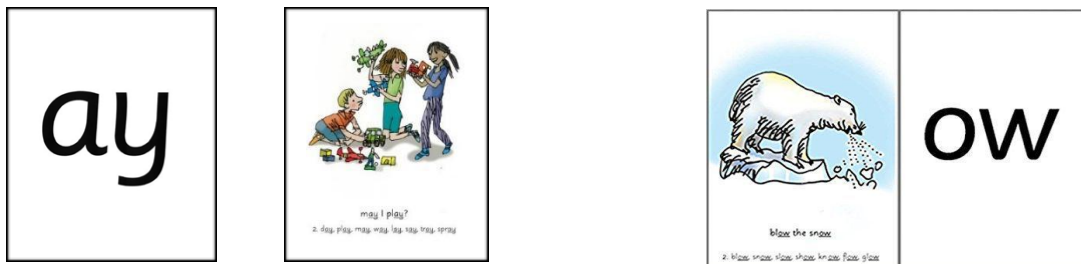 ay
may I play?
2. day, play, may, way, lay, say, tray, spray
blow the snow
2. blow, snow, slow, show, know, flow, glow
ow